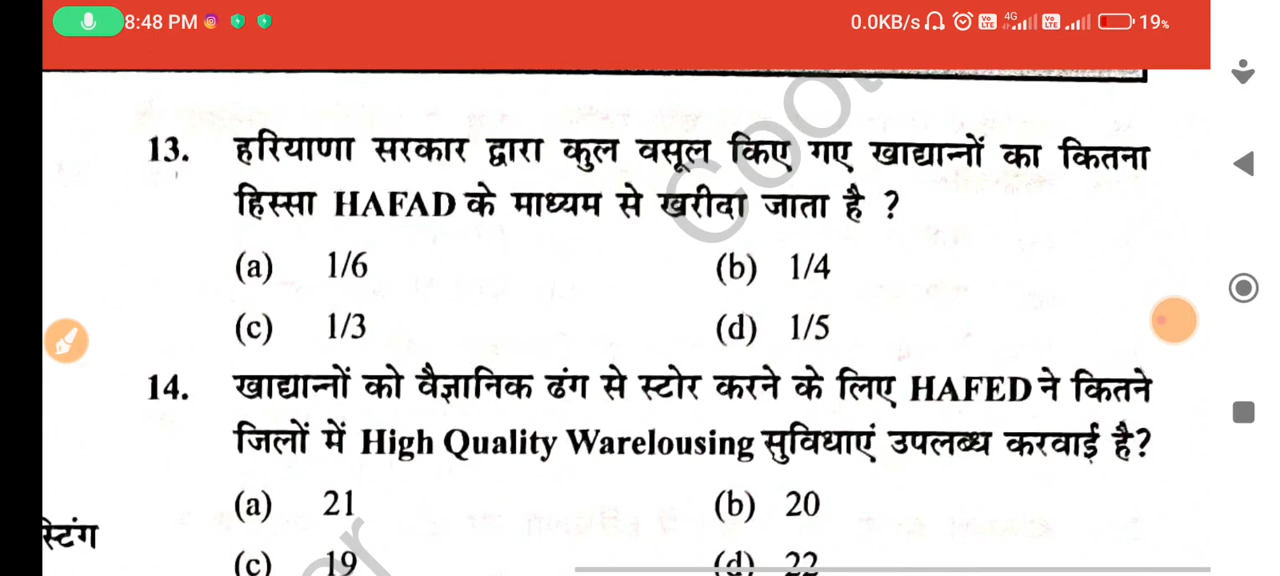 8:48 PM 0.0KB/s 4G 19%
Coot
13. हरियाणा सरकार द्वारा कुल वसूल किए गए खाद्यान्नों का कितना
हिस्सा HAFAD के माध्यम से खरीदा जाता है ?
(a) 1/6 (b) 1/4
(c) 1/3 (d) 1/5
14. खाद्यान्नों को वैज्ञानिक ढंग से स्टोर करने के लिए HAFED ने कितने
जिलों में High Quality Warelousing सुविधाएं उपलब्ध करवाई है?
(a) 21 (b) 20
स्टिंग
(c) 19 (d) 22